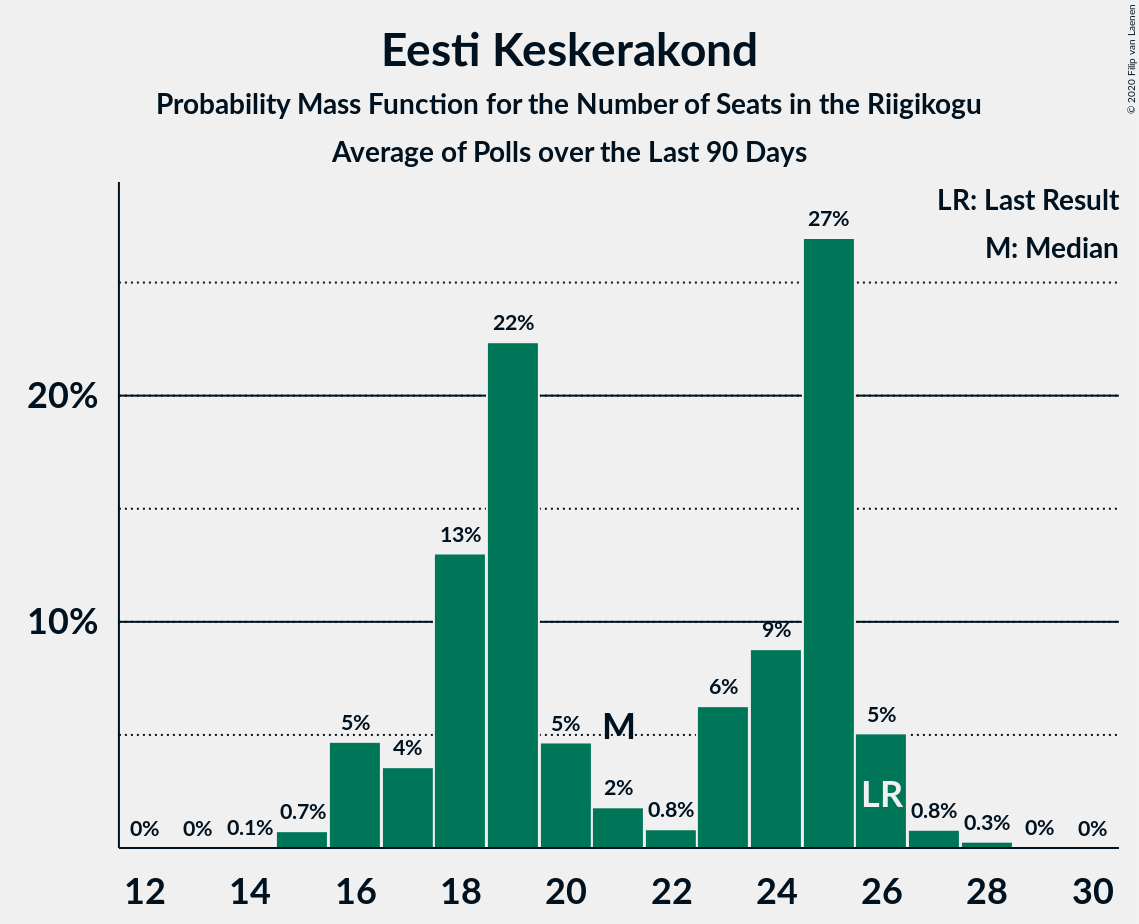 Eesti Keskerakond
Probability Mass Function for the Number of Seats in the Riigikogu
Average of Polls over the Last 90 Days
© 2020 Filip van Laenen
LR: Last Result
M: Median
20%
10%
0%
0%
0.1%
0.7%
5%
4%
13%
22%
5%
M
2%
0.8%
6%
9%
27%
5%
LR
0.8%
0.3%
0%
0%
12 14 16 18 20 22 24 26 28 30